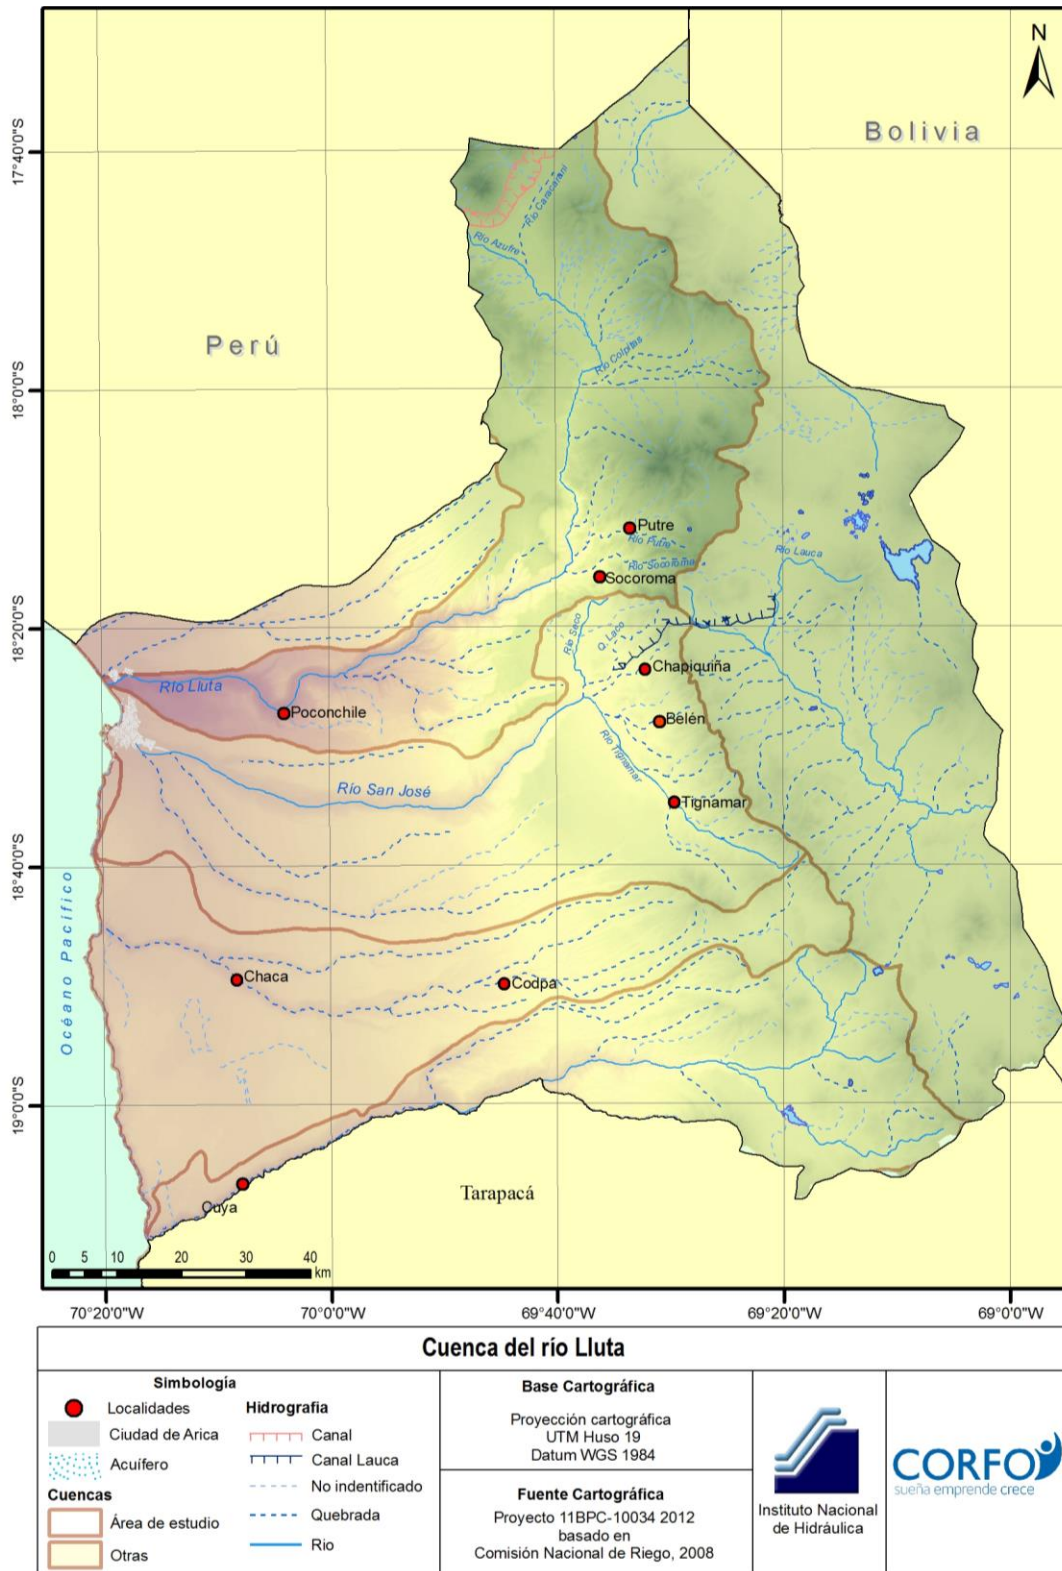 N
Bolivia
Perú
17°40'0"S
18°0'0"S
18°20'0"S
18°40'0"S
19°0'0"S
Río Caracarani
Río Azufre
Río Colpitas
Putre
Río Putre
Río Socoroma
Socoroma
Río Lauca
Río Seco
Q. Laco
Chapiquiña
Río Lluta
Poconchile
Belén
Río Tignamar
Río San José
Tignamar
Océano Pacífico
Chaca
Codpa
Cuya
Tarapacá
0 5 10 20 30 40
km
70°20'0"W 70°0'0"W 69°40'0"W 69°20'0"W 69°0'0"W
Cuenca del río Lluta
Simbología
Localidades
Ciudad de Arica
Acuífero
Cuencas
Área de estudio
Otras
Hidrografia
Canal
Canal Lauca
No indentificado
Quebrada
Rio
Base Cartográfica
Proyección cartográfica
UTM Huso 19
Datum WGS 1984
Fuente Cartográfica
Proyecto 11BPC-10034 2012
basado en
Comisión Nacional de Riego, 2008
Instituto Nacional
de Hidráulica
CORFO
sueña emprende crece